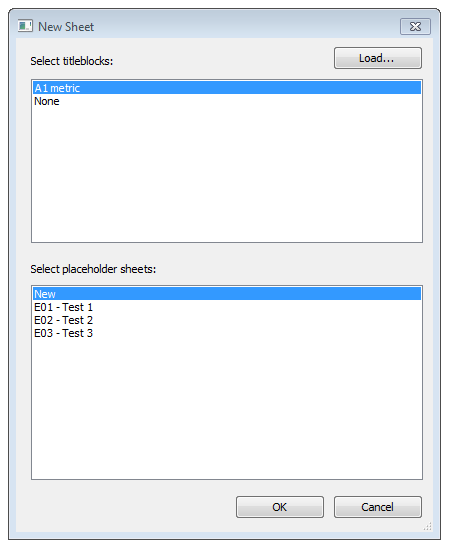 New Sheet
Select titleblocks:
Load...
A1 metric
None
Select placeholder sheets:
New
E01 - Test 1
E02 - Test 2
E03 - Test 3
OK
Cancel